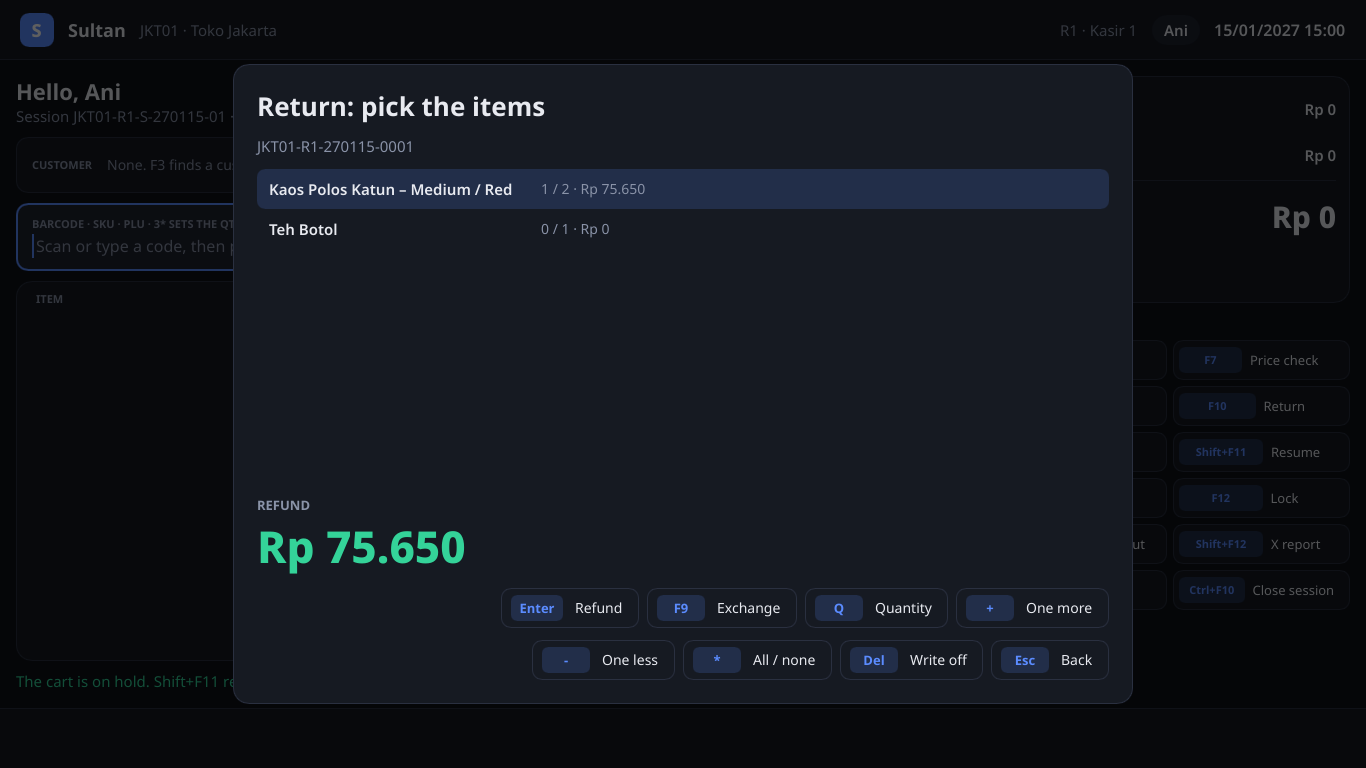 S Sultan JKT01 · Toko Jakarta R1 · Kasir 1 Ani 15/01/2027 15:00
Hello, Ani
Session JKT01-R1-S-270115-01 ·
CUSTOMER None. F3 finds a cu
BARCODE · SKU · PLU · 3* SETS THE QT
Scan or type a code, then p
ITEM
The cart is on hold. Shift+F11 re
Return: pick the items
JKT01-R1-270115-0001
Kaos Polos Katun – Medium / Red 1 / 2 · Rp 75.650
Teh Botol 0 / 1 · Rp 0
REFUND
Rp 75.650
Enter Refund F9 Exchange Q Quantity + One more
- One less * All / none Del Write off Esc Back
Rp 0
Rp 0
Rp 0
F7 Price check
F10 Return
Shift+F11 Resume
F12 Lock
ut Shift+F12 X report
Ctrl+F10 Close session